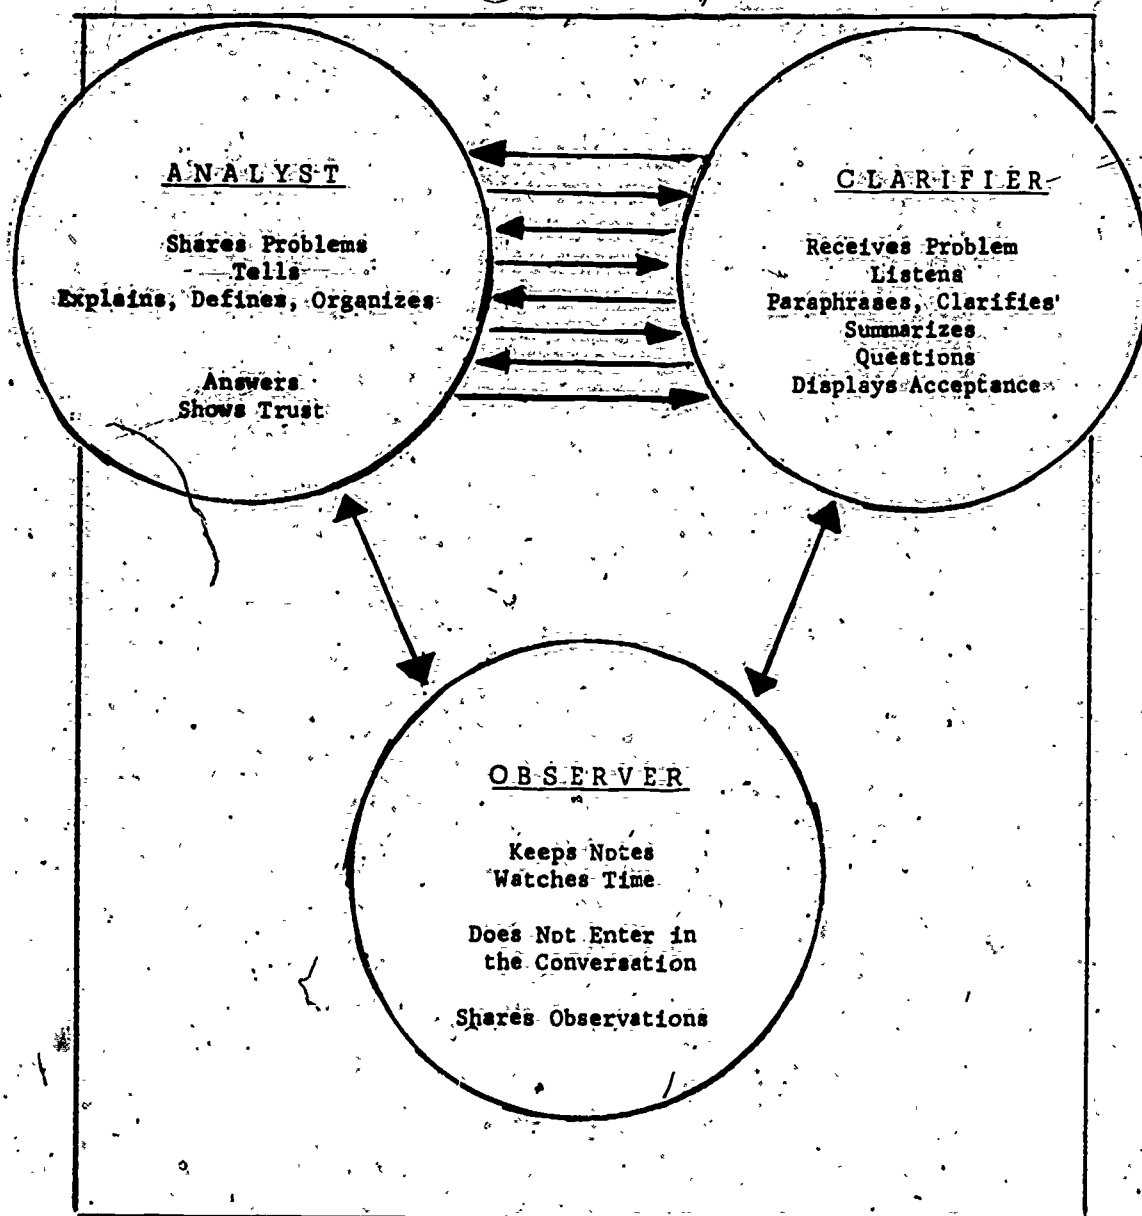 ANALYST
Shares Problems
Tells
Explains, Defines, Organizes
Answers
Shows Trust
CLARIFIER
Receives Problem
Listens
Paraphrases, Clarifies
Summarizes
Questions
Displays Acceptance
OBSERVER
Keeps Notes
Watches Time
Does Not Enter in
the Conversation
Shares Observations